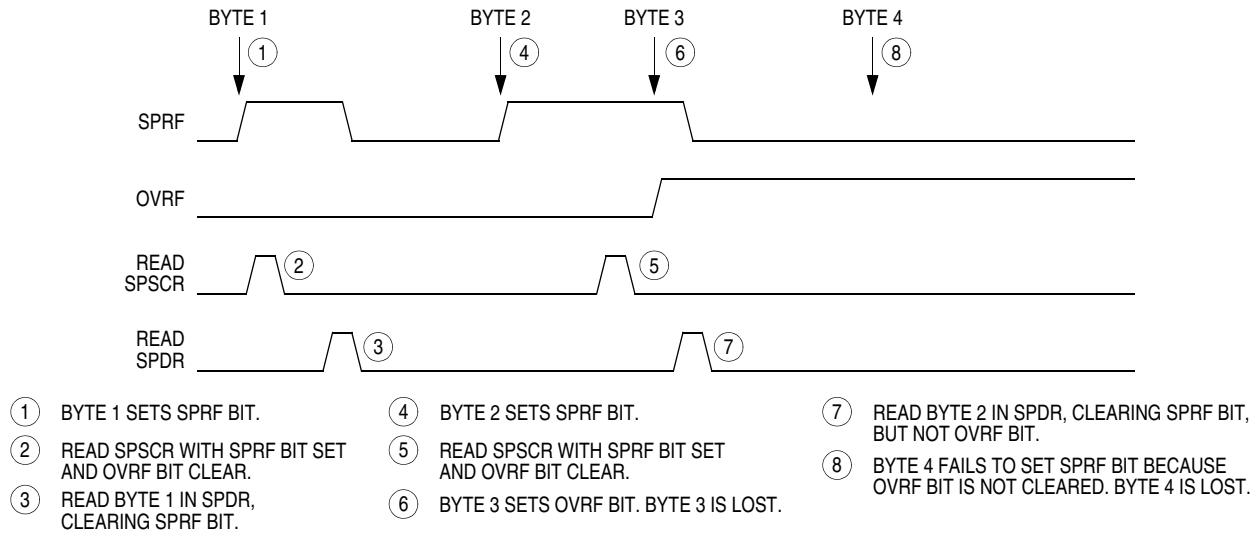 BYTE 1
BYTE 2
BYTE 3
BYTE 4
1
4
6
8
SPRF
OVRF
READ
SPSCR
2
5
READ
SPDR
3
7
1 BYTE 1 SETS SPRF BIT.
2 READ SPSCR WITH SPRF BIT SET
AND OVRF BIT CLEAR.
3 READ BYTE 1 IN SPDR,
CLEARING SPRF BIT.
4 BYTE 2 SETS SPRF BIT.
5 READ SPSCR WITH SPRF BIT SET
AND OVRF BIT CLEAR.
6 BYTE 3 SETS OVRF BIT. BYTE 3 IS LOST.
7 READ BYTE 2 IN SPDR, CLEARING SPRF BIT,
BUT NOT OVRF BIT.
8 BYTE 4 FAILS TO SET SPRF BIT BECAUSE
OVRF BIT IS NOT CLEARED. BYTE 4 IS LOST.